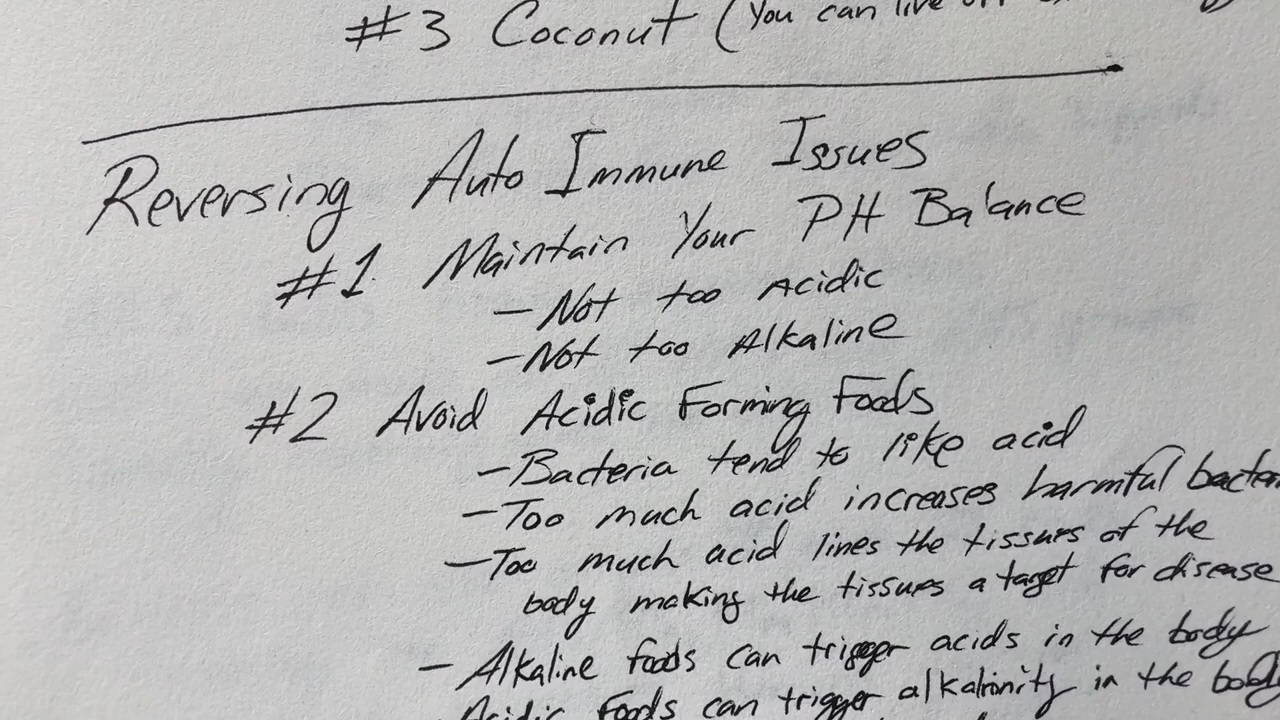 #3 Coconut (You can live off
Reversing Auto Immune Issues
#1 Maintain Your PH Balance
- Not too Acidic
- Not too Alkaline
#2 Avoid Acidic Forming Foods
- Bacteria tend to like acid
- Too much acid increases harmful
- Too much acid lines the tissues of the
body making the tissues a target for disease
- Alkaline foods can trigger acids in the body
Acidic Foods can trigger alkalinity in the body